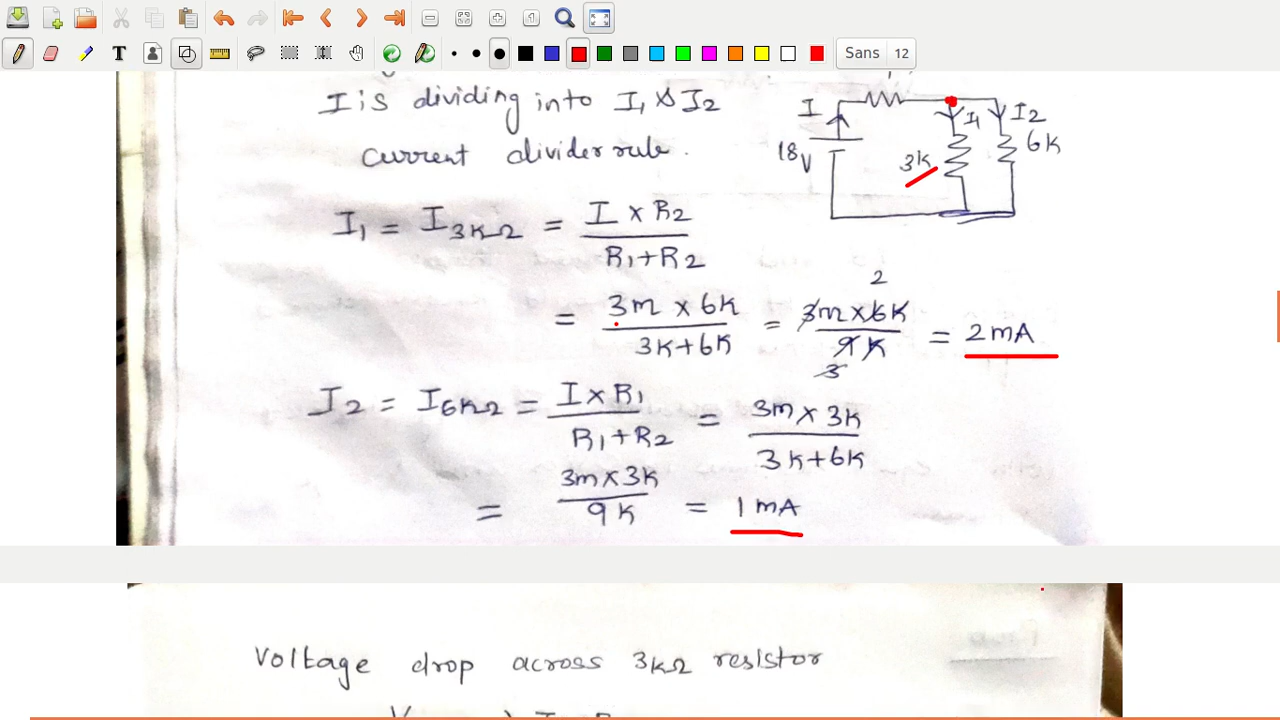 T
Sans 12
I is dividing into I1 & I2
current divider rule.
I
I1
I2
18V
3K
6K
I1 = I3KΩ = I × R2 / R1+R2
= 3m × 6K / 3K+6K = 3m×6K / 9K = 2mA
2
3
I2 = I6KΩ = I × R1 / R1+R2 = 3m × 3K / 3K+6K
= 3m×3K / 9K = 1mA
Voltage drop across 3KΩ resistor